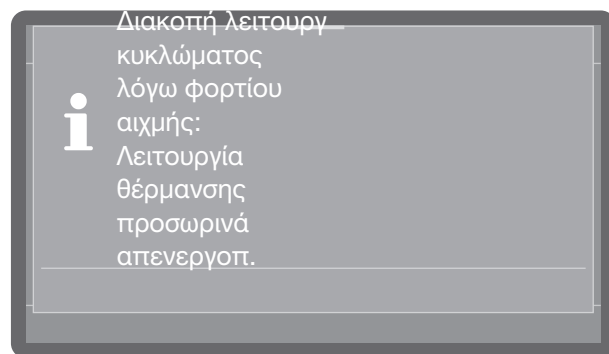 Διακοπή λειτουργ
κυκλώματος
λόγω φορτίου
αιχμής:
Λειτουργία
θέρμανσης
προσωρινά
απενεργοπ.